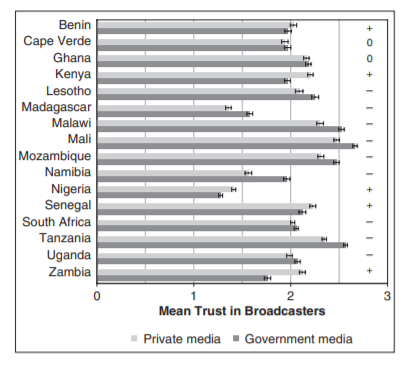 Benin +
Cape Verde 0
Ghana 0
Kenya +
Lesotho –
Madagascar –
Malawi –
Mali –
Mozambique –
Namibia –
Nigeria +
Senegal +
South Africa –
Tanzania –
Uganda –
Zambia +
0 1 2 3
Mean Trust in Broadcasters
Private media Government media